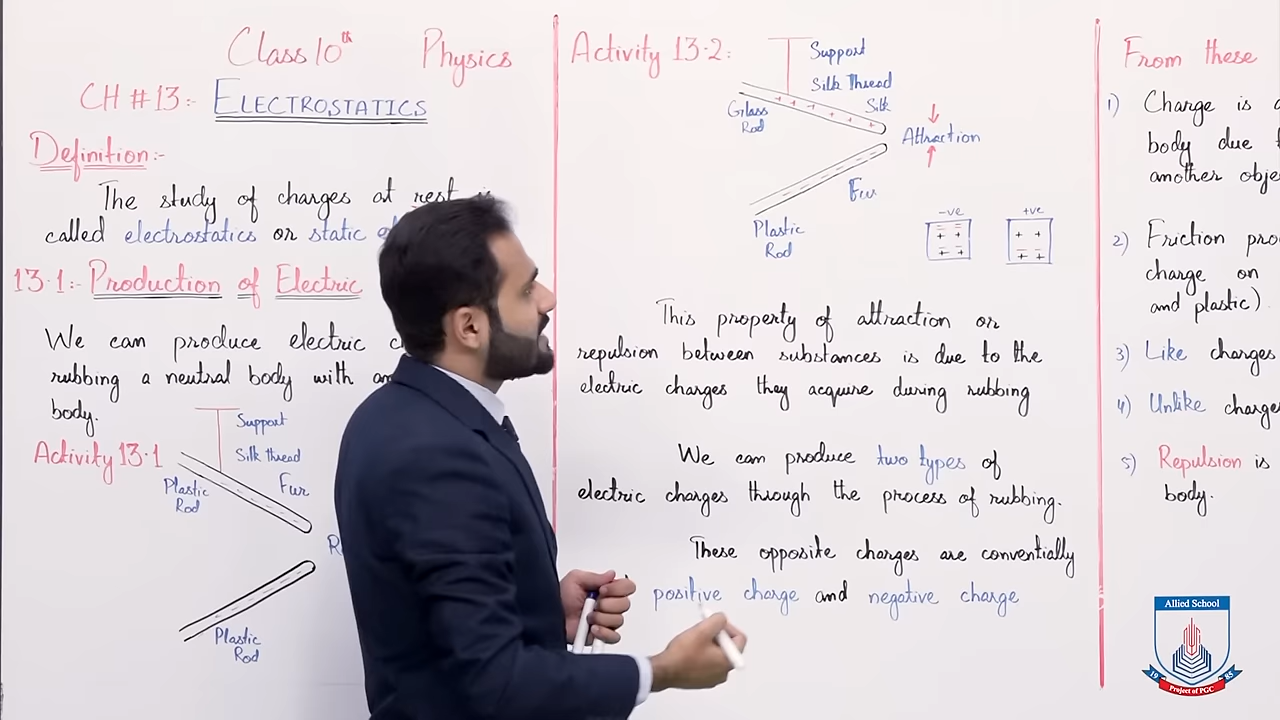 Class 10th Physics
CH # 13:- ELECTROSTATICS
Definition:-
The study of charges at rest is
called electrostatics or static
13.1:- Production of Electric
We can produce electric
rubbing a neutral body with
body.
Activity 13.1
Support
Silk thread
Fur
Plastic
Rod
Plastic
Rod
Activity 13.2:
Support
Silk Thread
Silk
Glass
Rod
+ + + + + +
Attraction
Fur
Plastic
Rod
-ve
+ve
This property of attraction or
repulsion between substances is due to the
electric charges they acquire during rubbing
We can produce two types of
electric charges through the process of rubbing.
These opposite charges are conventially
positive charge and negative charge
From these
1) Charge is
body due
another
2) Friction
charge on
and plastic).
3) Like charges
4) Unlike
5) Repulsion is
body.
Allied School
19 85
Project of PGC